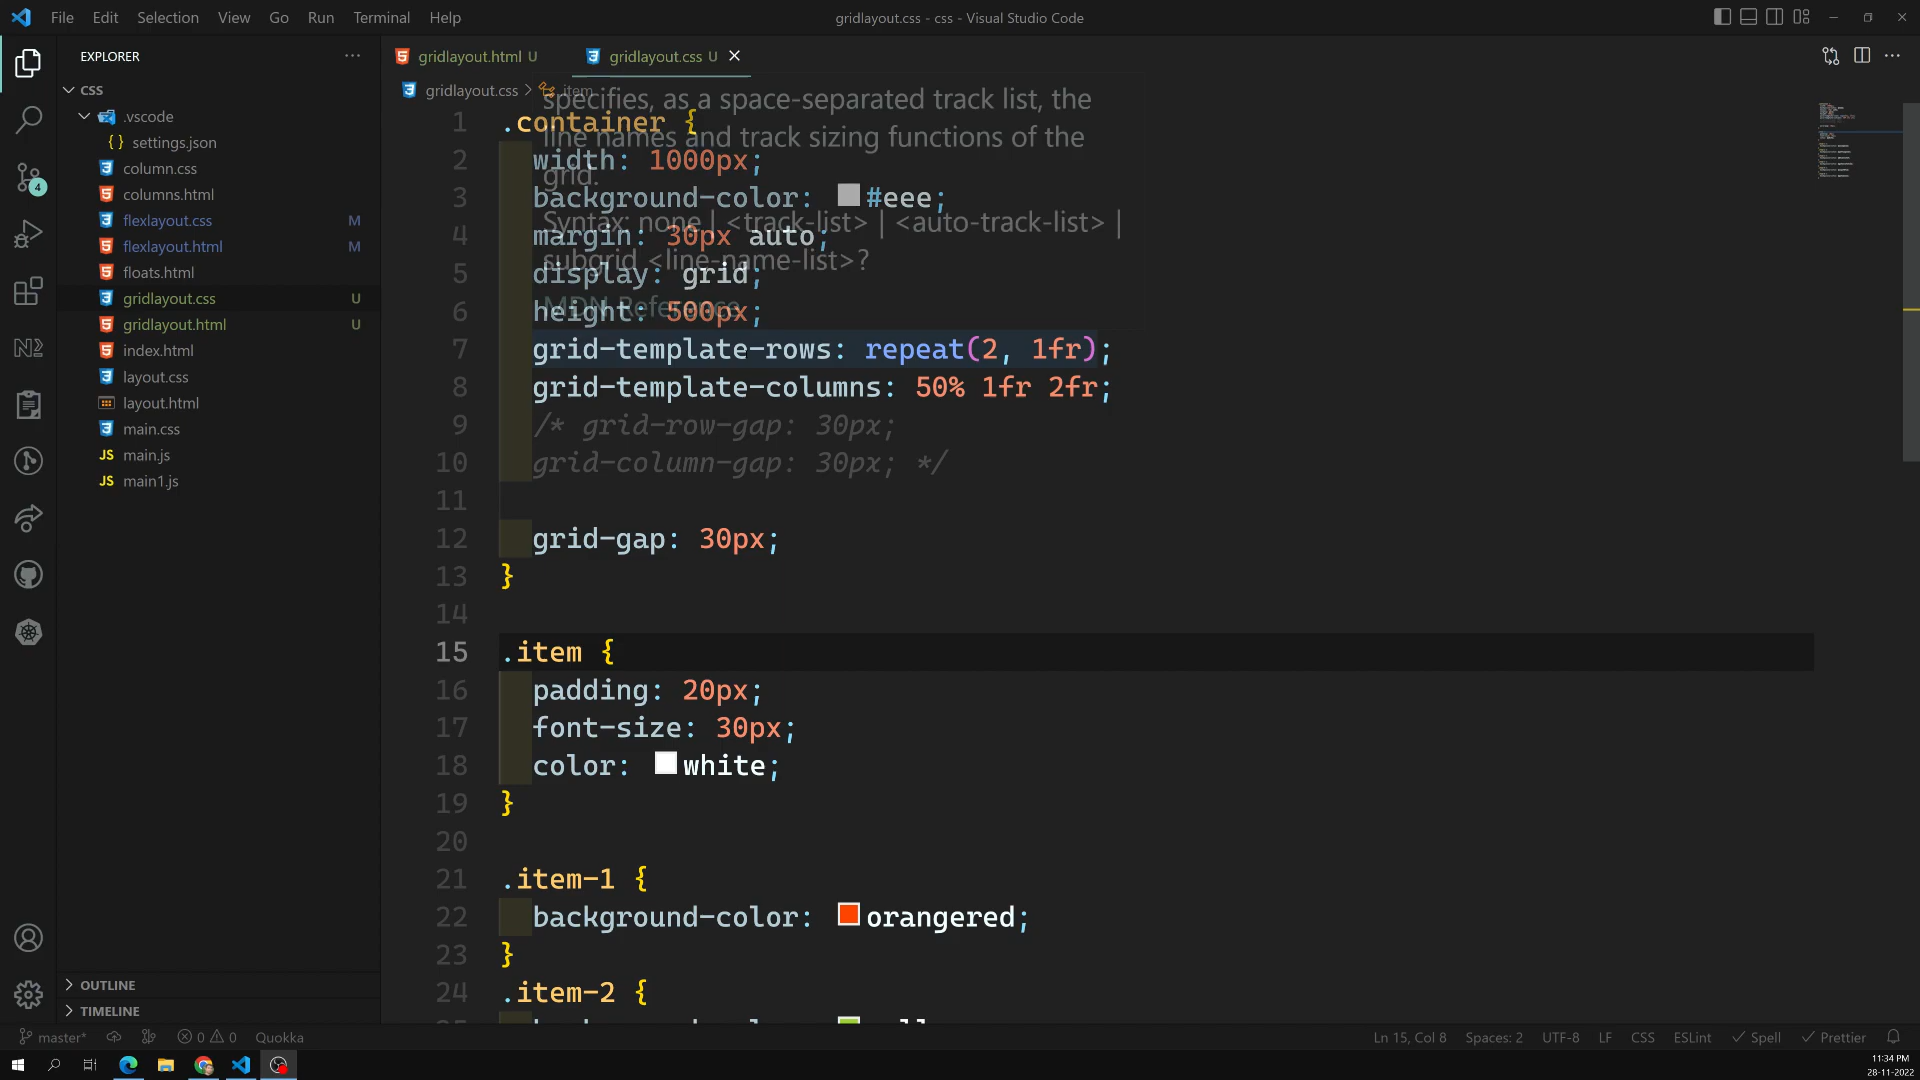 File Edit Selection View Go Run Terminal Help
gridlayout.css - css - Visual Studio Code
EXPLORER
CSS
.vscode
{} settings.json
column.css
columns.html
flexlayout.css M
flexlayout.html M
floats.html
gridlayout.css U
gridlayout.html U
index.html
layout.css
layout.html
main.css
JS main.js
JS main1.js
OUTLINE
TIMELINE
4
gridlayout.html U
gridlayout.css U
gridlayout.css > item
specifies, as a space-separated track list, the
line names and track sizing functions of the
grid.
Syntax: none | <track-list> | <auto-track-list> |
subgrid <line-name-list>?
MDN Reference
1 .container {
2 width: 1000px;
3 background-color: #eee;
4 margin: 30px auto;
5 display: grid;
6 height: 500px;
7 grid-template-rows: repeat(2, 1fr);
8 grid-template-columns: 50% 1fr 2fr;
9 /* grid-row-gap: 30px;
10 grid-column-gap: 30px; */
11
12 grid-gap: 30px;
13 }
14
15 .item {
16 padding: 20px;
17 font-size: 30px;
18 color: white;
19 }
20
21 .item-1 {
22 background-color: orangered;
23 }
24 .item-2 {
master* 0 0 Quokka
Ln 15, Col 8 Spaces: 2 UTF-8 LF CSS ESLint Spell Prettier
11:34 PM
28-11-2022